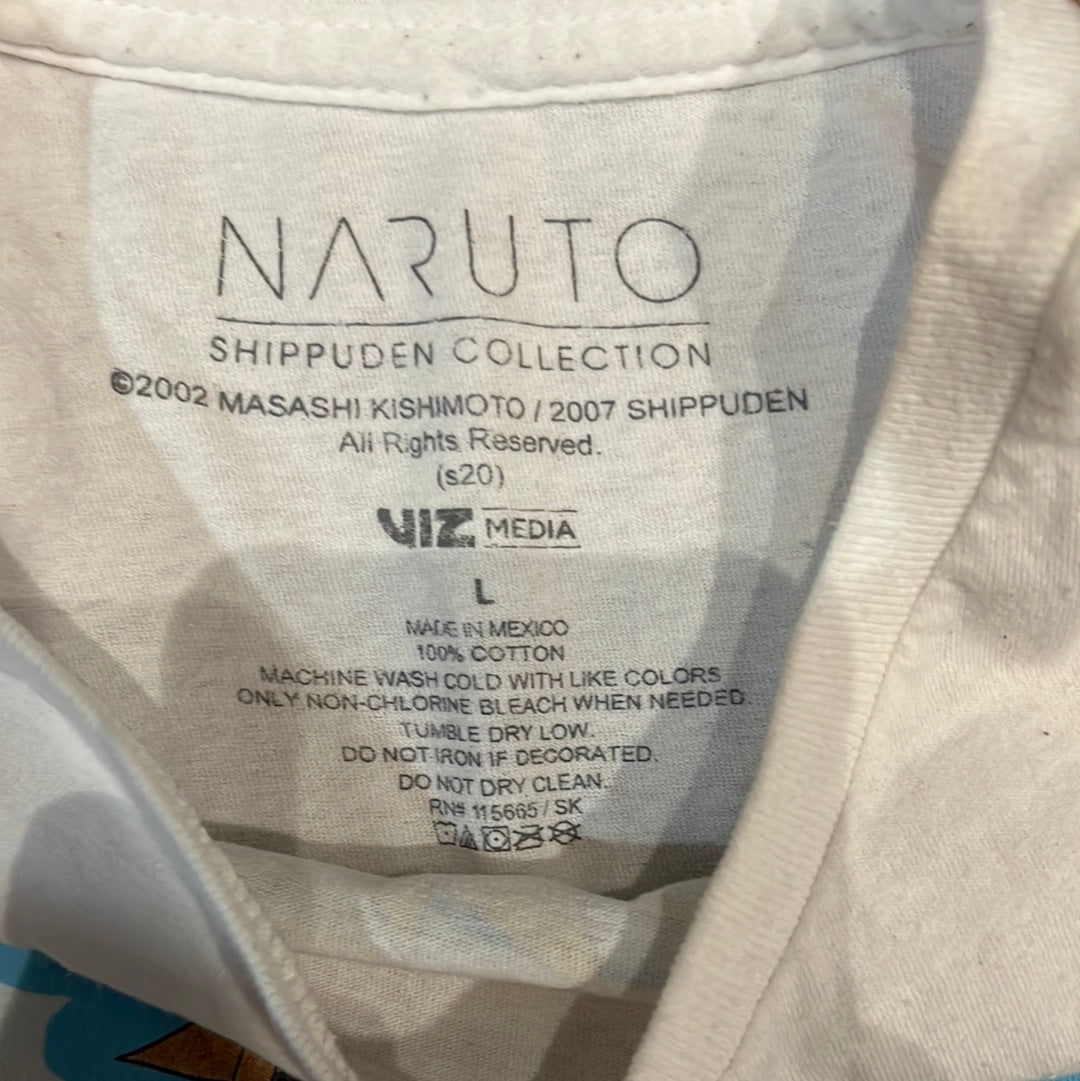 NARUTO
SHIPPUDEN COLLECTION
©2002 MASASHI KISHIMOTO / 2007 SHIPPUDEN
All Rights Reserved.
(s20)
VIZ MEDIA
L
MADE IN MEXICO
100% COTTON
MACHINE WASH COLD WITH LIKE COLORS
ONLY NON-CHLORINE BLEACH WHEN NEEDED.
TUMBLE DRY LOW.
DO NOT IRON IF DECORATED.
DO NOT DRY CLEAN.
RN# 115665 / SK